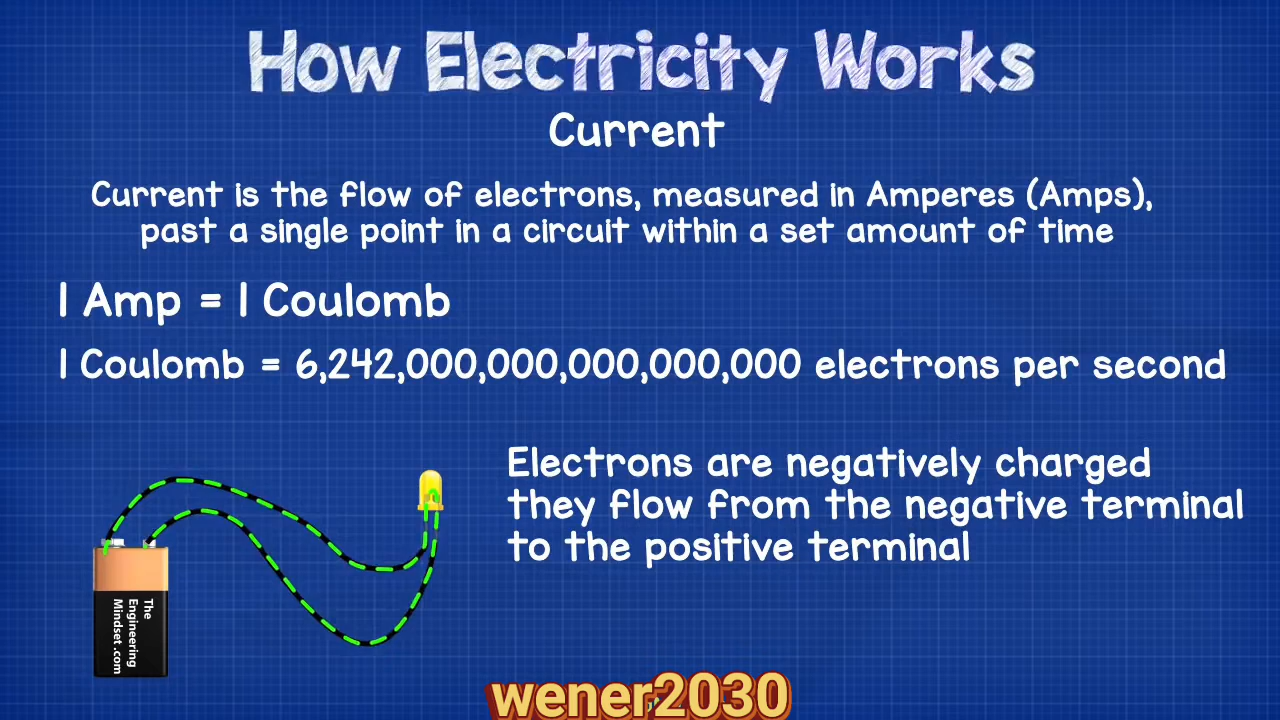 How Electricity Works
Current
Current is the flow of electrons, measured in Amperes (Amps),
past a single point in a circuit within a set amount of time
1 Amp = 1 Coulomb
1 Coulomb = 6,242,000,000,000,000,000 electrons per second
Electrons are negatively charged
they flow from the negative terminal
to the positive terminal
The
Engineering
Mindset .com
wener2030